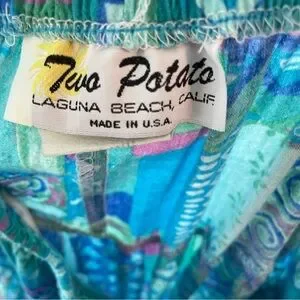 Two Potato
LAGUNA BEACH, CALIF.
MADE IN U.S.A.